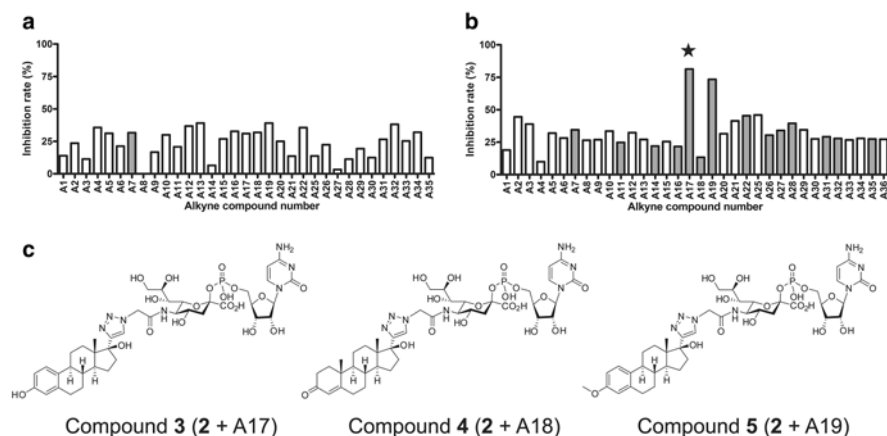 a
b
100
75
50
25
0
Inhibition rate (%)
A1 A2 A3 A4 A5 A6 A7 A8 A9 A10 A11 A12 A13 A14 A15 A16 A17 A18 A19 A20 A21 A22 A25 A26 A27 A28 A29 A30 A31 A32 A33 A34 A35
Alkyne compound number
100
75
50
25
0
Inhibition rate (%)
A1 A2 A3 A4 A5 A6 A7 A8 A9 A10 A11 A12 A13 A14 A15 A16 A17 A18 A19 A20 A21 A22 A25 A26 A27 A28 A29 A30 A31 A32 A33 A34 A35 A36
Alkyne compound number
c
Compound 3 (2 + A17)
Compound 4 (2 + A18)
Compound 5 (2 + A19)